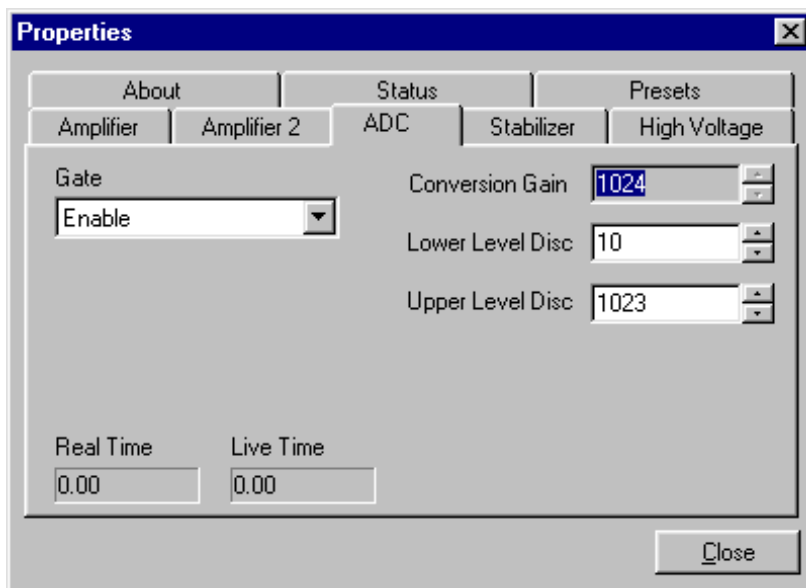 Properties
About Status Presets
Amplifier Amplifier 2 ADC Stabilizer High Voltage
Gate
Enable
Conversion Gain 1024
Lower Level Disc 10
Upper Level Disc 1023
Real Time Live Time
0.00 0.00
Close